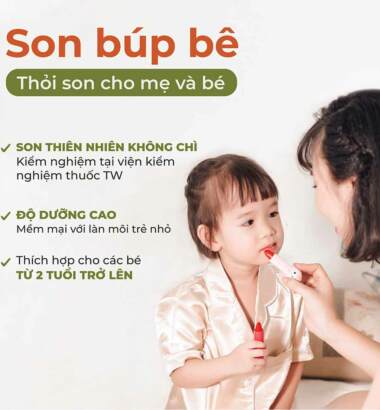 Son búp bê
Thỏi son cho mẹ và bé
SON THIÊN NHIÊN KHÔNG CHÌ
Kiểm nghiệm tại viện kiểm
nghiệm thuốc TW
ĐỘ DƯỠNG CAO
Mềm mại với làn môi trẻ nhỏ
Thích hợp cho các bé
TỪ 2 TUỔI TRỞ LÊN